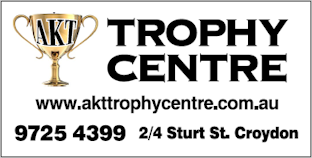 AKT
TROPHY
CENTRE
www.akttrophycentre.com.au
9725 4399 2/4 Sturt St. Croydon